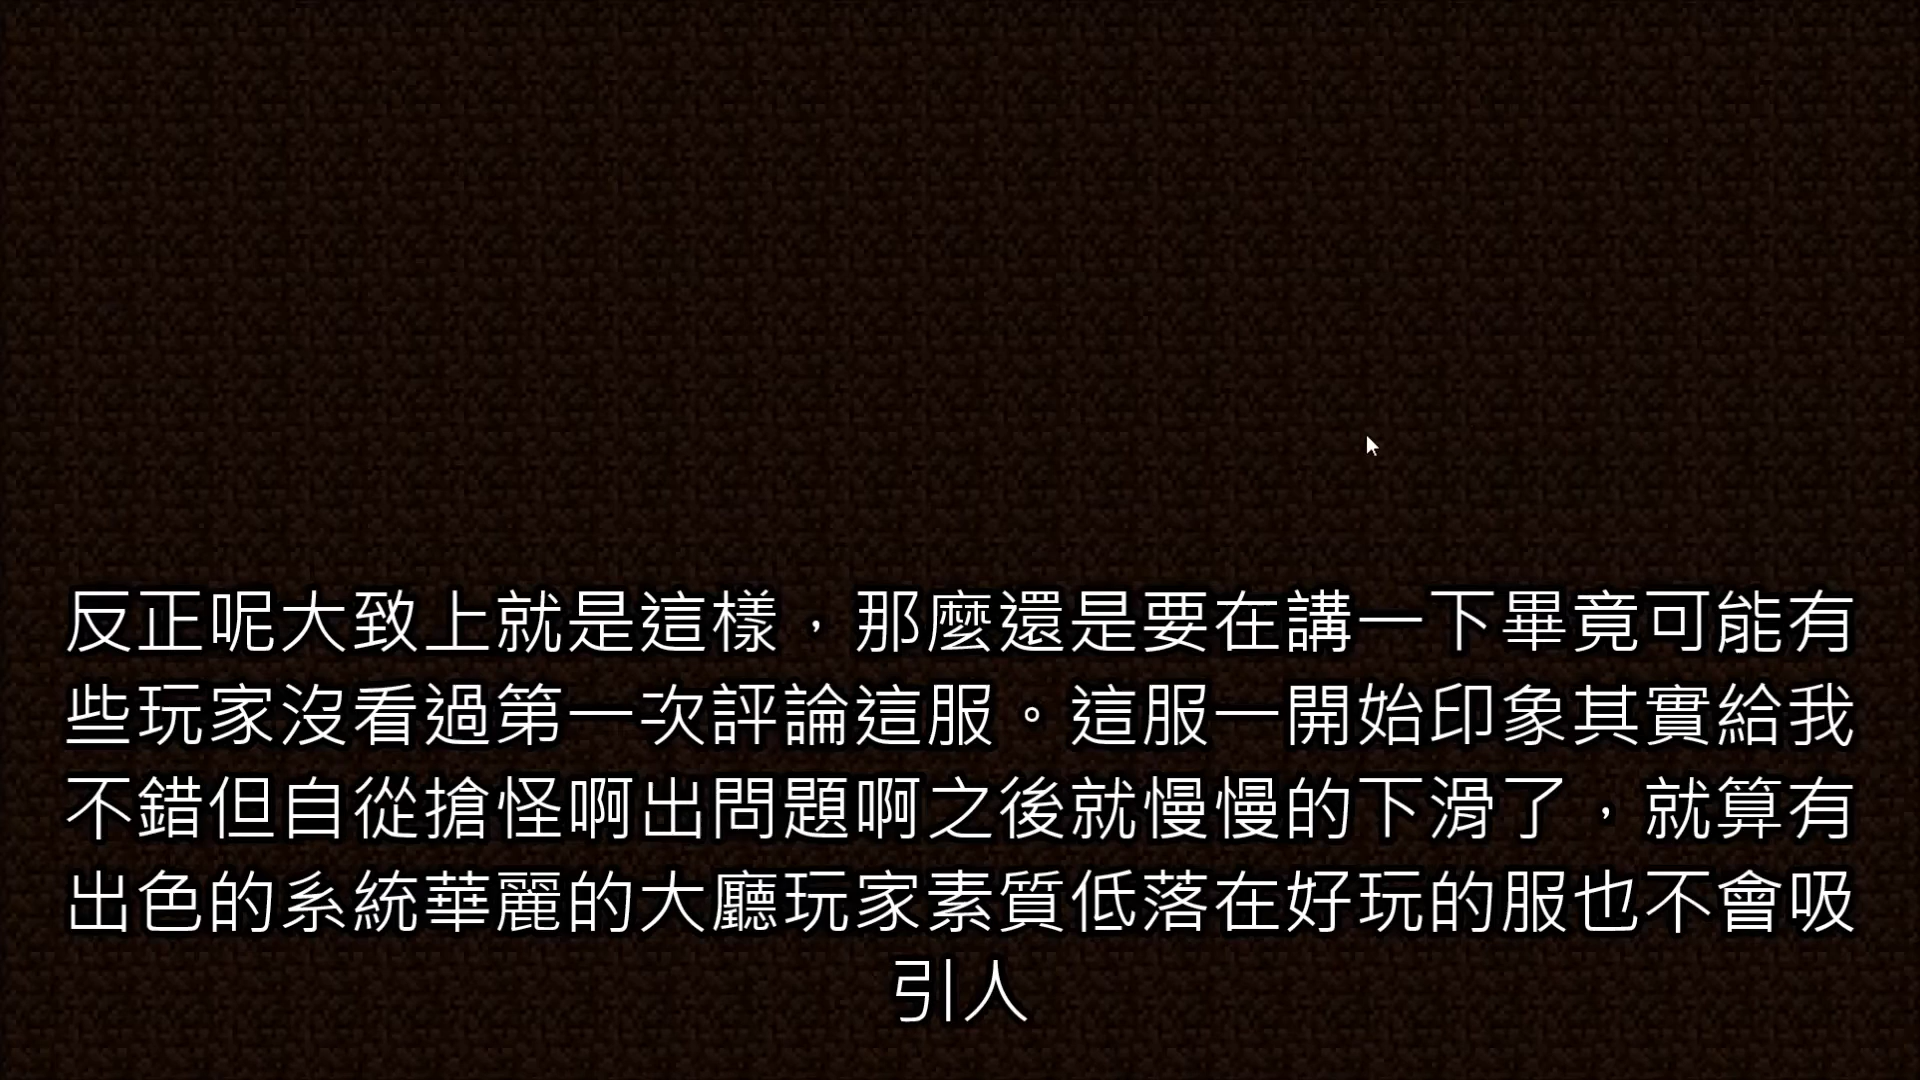 反正呢大致上就是這樣，那麼還是要在講一下畢竟可能有
些玩家沒看過第一次評論這服。這服一開始印象其實給我
不錯但自從搶怪啊出問題啊之後就慢慢的下滑了，就算有
出色的系統華麗的大廳玩家素質低落在好玩的服也不會吸
引人